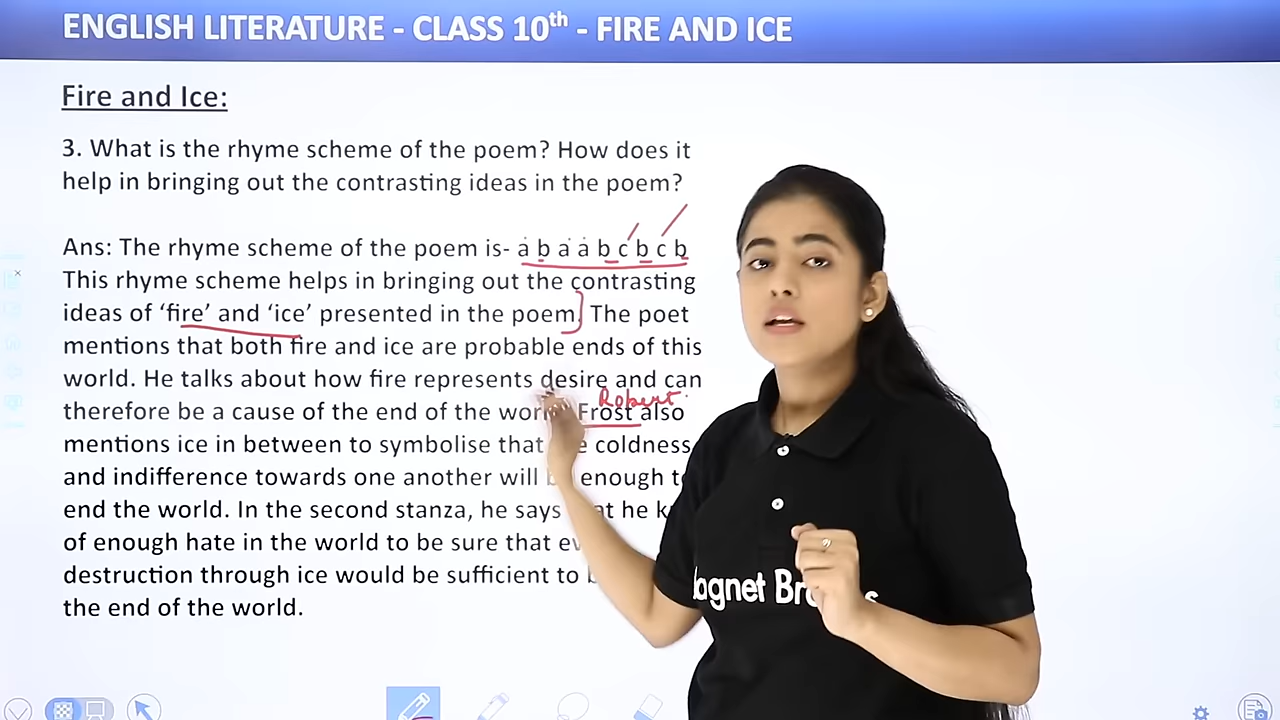 ENGLISH LITERATURE - CLASS 10th - FIRE AND ICE
Fire and Ice:
3. What is the rhyme scheme of the poem? How does it
help in bringing out the contrasting ideas in the poem?
Ans: The rhyme scheme of the poem is- a b a a b c b c b
This rhyme scheme helps in bringing out the contrasting
ideas of ‘fire’ and ‘ice’ presented in the poem. The poet
mentions that both fire and ice are probable ends of this
world. He talks about how fire represents desire and can
Robert
therefore be a cause of the end of the Frost also
mentions ice in between to symbolise that coldness
and indifference towards one another will enough
end the world. In the second stanza, he says he
of enough hate in the world to be sure that
destruction through ice would be sufficient to
the end of the world.